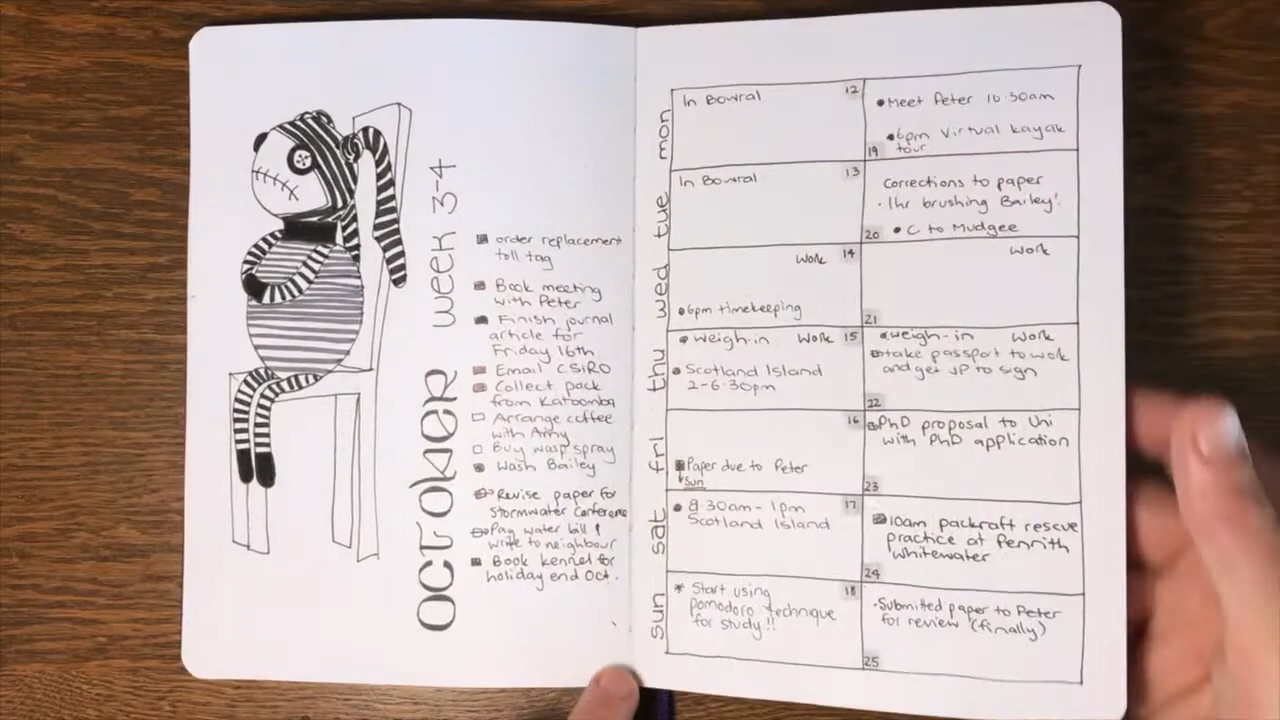 OCTOBER week 3-4
order replacement
toll tag
Book meeting
with Peter
Finish journal
article for
Friday 16th
Email CSIRO
Collect pack
from Katoomba
Arrange coffee
with Amy
Buy wasp spray
Wash Bailey
Revise paper for
Stormwater Conference
Pay water bill &
write to neighbour
Book kennel for
holiday end Oct.
mon
In Bowral 12
Meet Peter 10.30am
6pm Virtual kayak
tour
19
tue
In Bowral 13
Corrections to paper
1hr brushing Bailey!
C to Mudgee
20
wed
Work 14
6pm timekeeping
Work
21
thu
weigh-in Work 15
Scotland Island
2-6.30pm
weigh-in Work
take passport to work
and get JP to sign
22
fri
16
Paper due to Peter
Sun
PhD proposal to Uni
with PhD application
23
sat
8.30am-1pm 17
Scotland Island
10am packraft rescue
practice at Penrith
Whitewater
24
sun
18
* Start using
pomodoro technique
for study!!
Submitted paper to Peter
for review (finally)
25